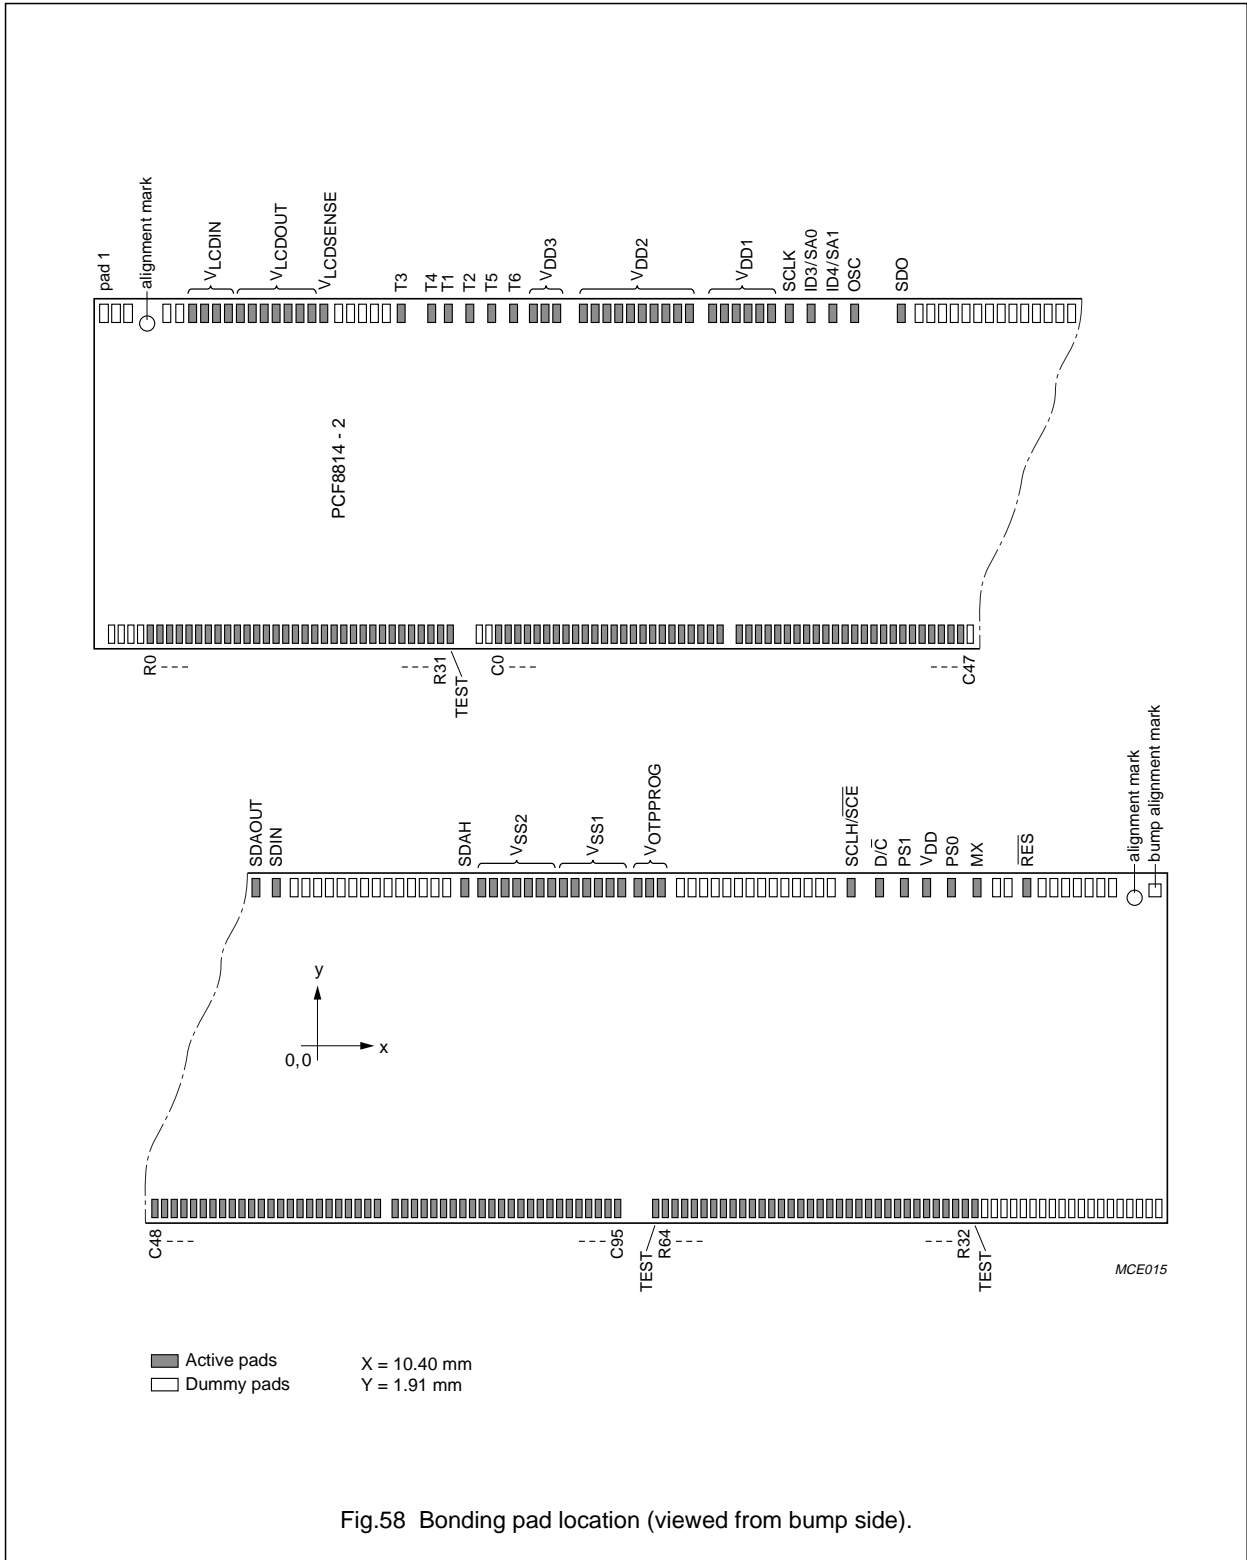 pad 1
alignment mark
VLCDIN
VLCDOUT
VLCDSENSE
T3
T4
T1
T2
T5
T6
VDD3
VDD2
VDD1
SCLK
ID3/SA0
ID4/SA1
OSC
SDO
PCF8814 - 2
R0
R31
TEST
C0
C47
SDAOUT
SDIN
SDAH
VSS2
VSS1
VOTPPROG
SCLH/S̅C̅E̅
D/C̅
PS1
VDD
PS0
MX
R̅E̅S̅
alignment mark
bump alignment mark
y
x
0,0
C48
C95
TEST
R64
R32
TEST
MCE015
Active pads
Dummy pads
X = 10.40 mm
Y = 1.91 mm
Fig.58 Bonding pad location (viewed from bump side).